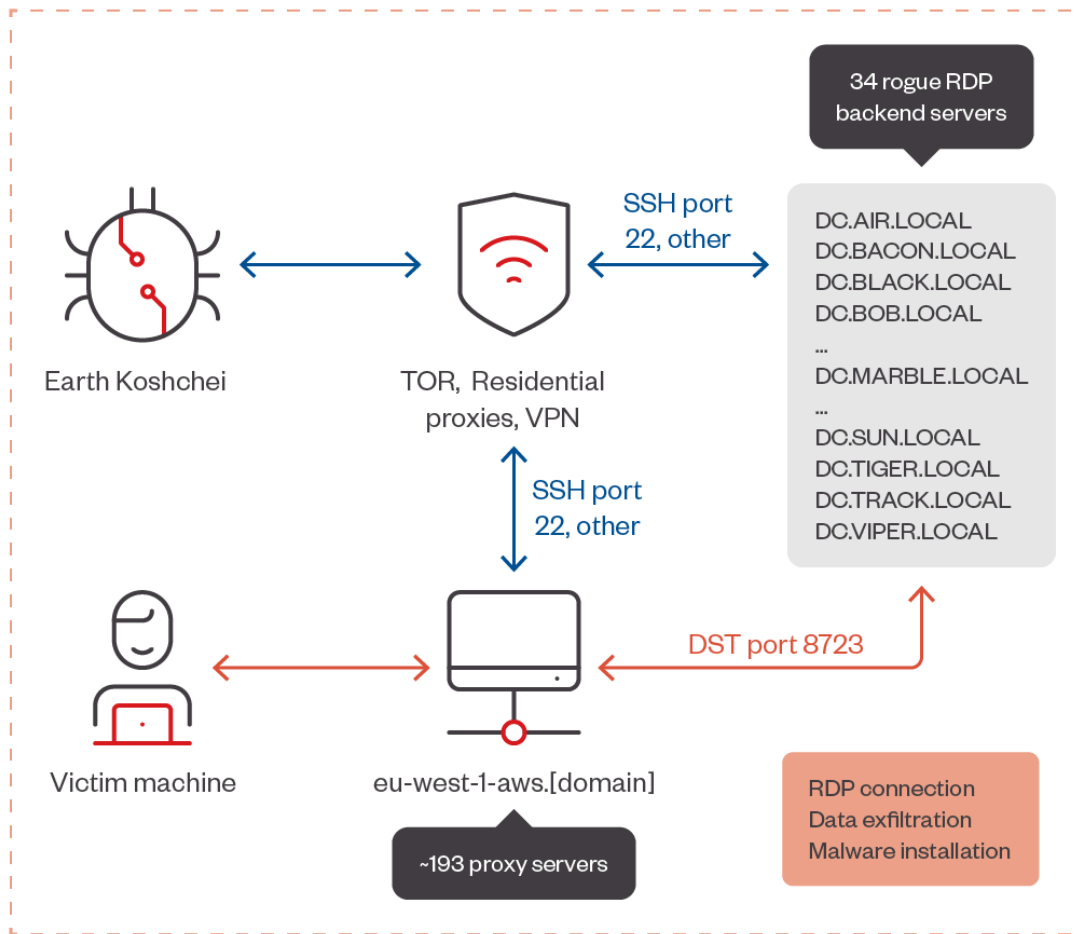 34 rogue RDP
backend servers
SSH port
22, other
DC.AIR.LOCAL
DC.BACON.LOCAL
DC.BLACK.LOCAL
DC.BOB.LOCAL
...
DC.MARBLE.LOCAL
...
DC.SUN.LOCAL
DC.TIGER.LOCAL
DC.TRACK.LOCAL
DC.VIPER.LOCAL
Earth Koshchei
TOR, Residential
proxies, VPN
SSH port
22, other
DST port 8723
Victim machine
eu-west-1-aws.[domain]
~193 proxy servers
RDP connection
Data exfiltration
Malware installation